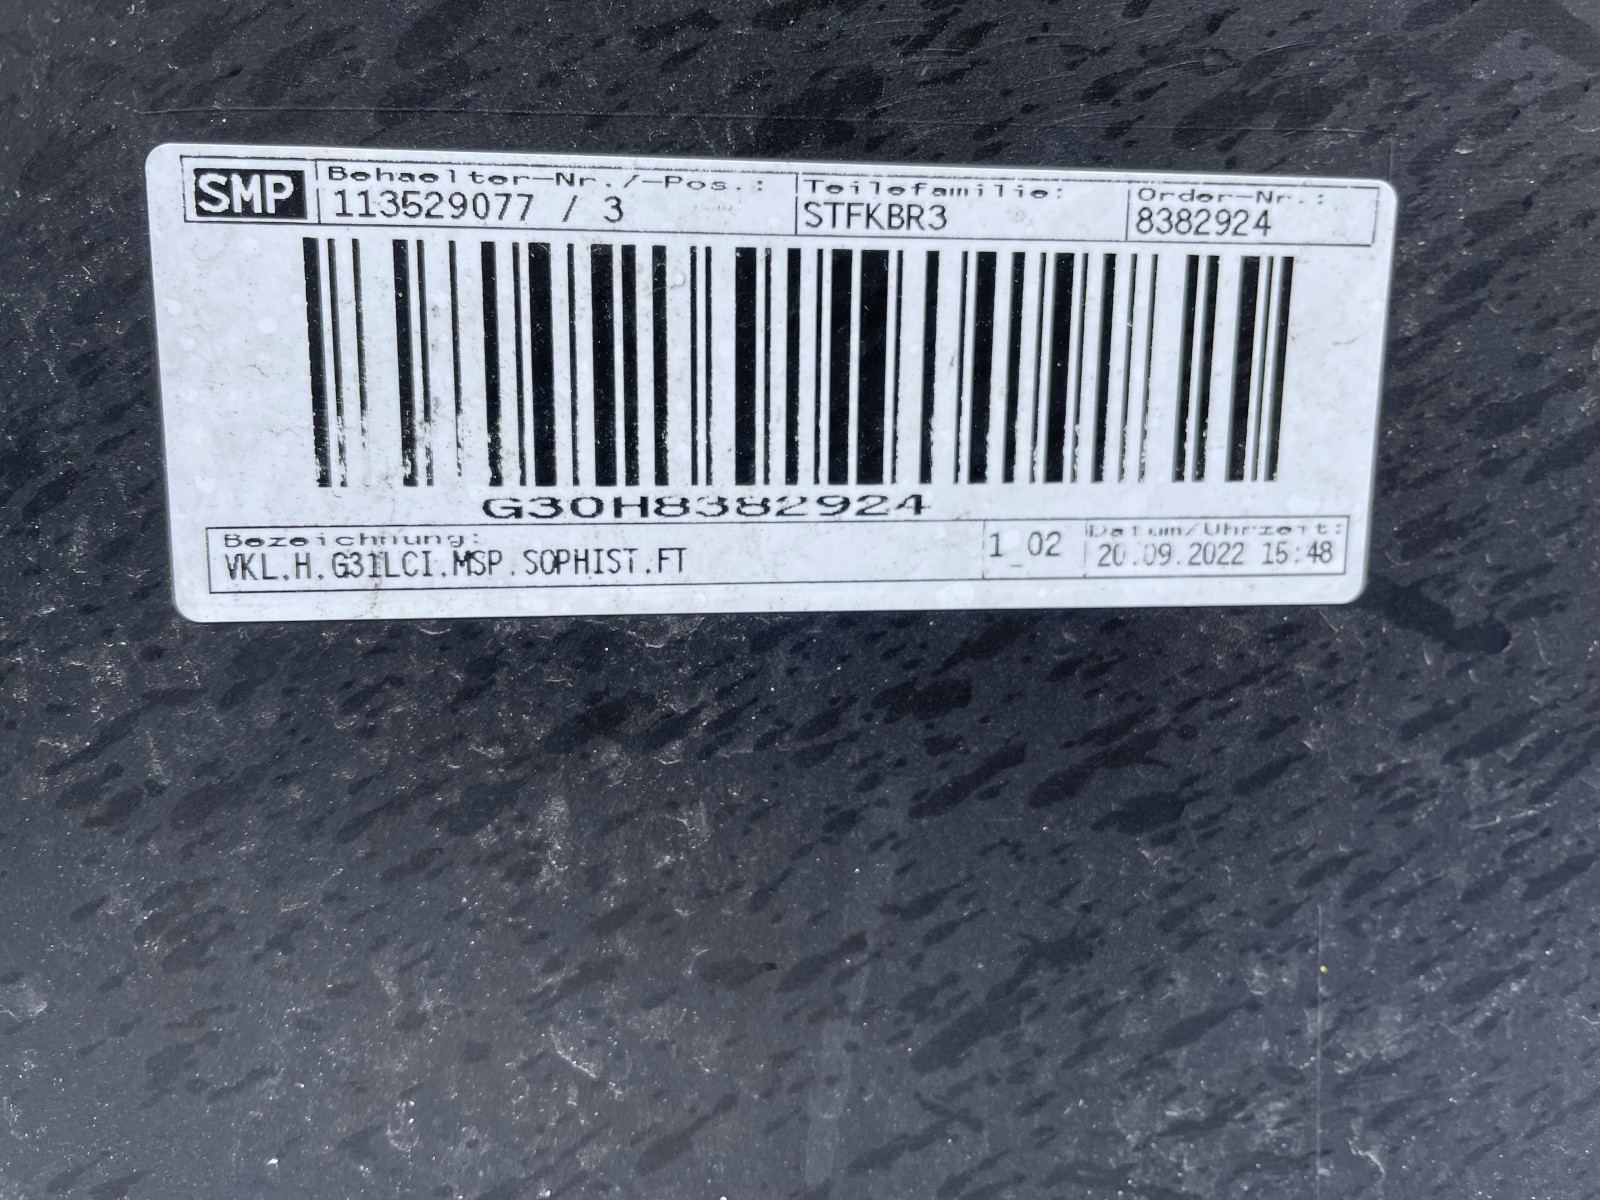 SMP
Behaelter-Nr./-Pos.:
113529077 / 3
Teilefamilie:
STFKBR3
Order-Nr.:
8382924
G30H8382924
Bezeichnung:
VKL.H.G31LCI.MSP.SOPHIST.FT
1_02
Datum/Uhrzeit:
20.09.2022 15:48